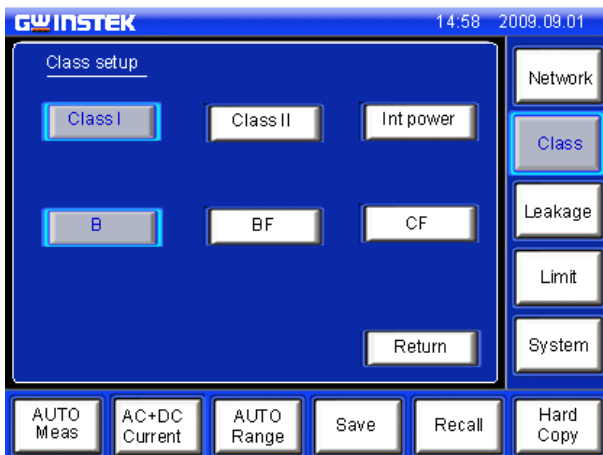 GWINSTEK 14:58 2009.09.01
Class setup
Class I Class II Int power
B BF CF
Return
Network
Class
Leakage
Limit
System
AUTO Meas
AC+DC Current
AUTO Range
Save
Recall
Hard Copy